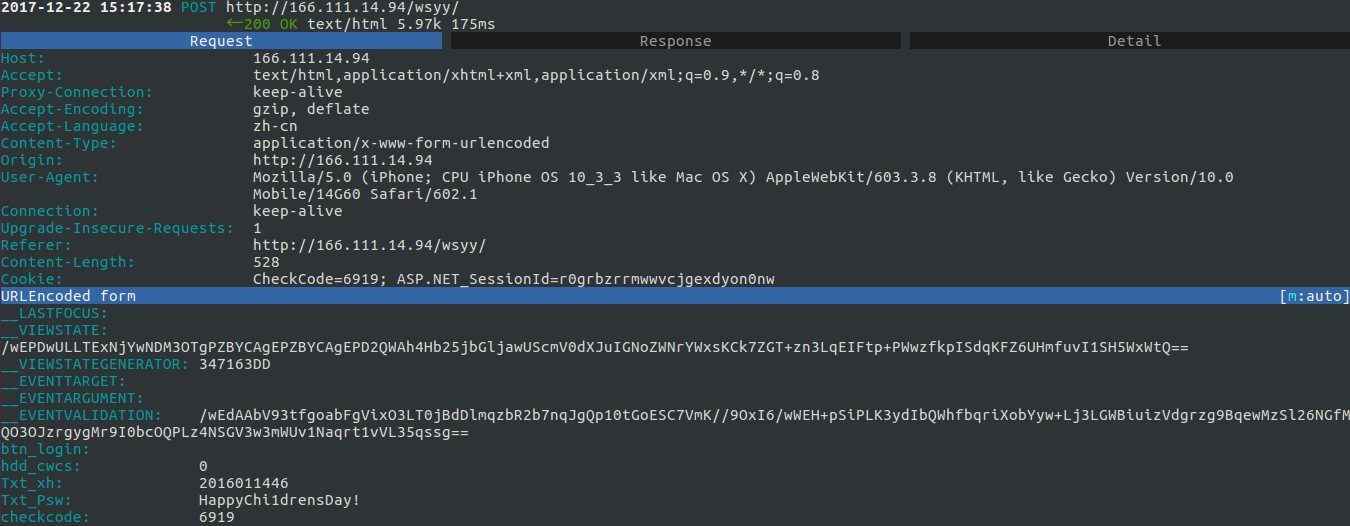 2017-12-22 15:17:38 POST http://166.111.14.94/wsyy/
←200 OK text/html 5.97k 175ms
Request Response Detail
Host: 166.111.14.94
Accept: text/html,application/xhtml+xml,application/xml;q=0.9,*/*;q=0.8
Proxy-Connection: keep-alive
Accept-Encoding: gzip, deflate
Accept-Language: zh-cn
Content-Type: application/x-www-form-urlencoded
Origin: http://166.111.14.94
User-Agent: Mozilla/5.0 (iPhone; CPU iPhone OS 10_3_3 like Mac OS X) AppleWebKit/603.3.8 (KHTML, like Gecko) Version/10.0
Mobile/14G60 Safari/602.1
Connection: keep-alive
Upgrade-Insecure-Requests: 1
Referer: http://166.111.14.94/wsyy/
Content-Length: 528
Cookie: CheckCode=6919; ASP.NET_SessionId=r0grbzrrmwwvcjgexdyon0nw
URLEncoded form [m:auto]
__LASTFOCUS:
__VIEWSTATE:
/wEPDwULLTExNjYwNDM3OTgPZBYCAgEPZBYCAgEPD2QWAh4Hb25jbGljawUScmV0dXJuIGNoZWNrYWxsKCk7ZGT+zn3LqEIFtp+PWwzfkpISdqKFZ6UHmfuvI1SH5WxWtQ==
__VIEWSTATEGENERATOR: 347163DD
__EVENTTARGET:
__EVENTARGUMENT:
__EVENTVALIDATION: /wEdAAbV93tfgoabFgVixO3LT0jBdDlmqzbR2b7nqJgQp10tGoESC7VmK//9OxI6/wWEH+pSiPLK3ydIbQWhfbqriXobYyw+Lj3LGWBiuizVdgrzg9BqewMzSl26NGfM
QO3OJzrgygMr9I0bcOQPLz4NSGV3w3mWUv1Naqrt1vVL35qssg==
btn_login:
hdd_cwcs: 0
Txt_xh: 2016011446
Txt_Psw: HappyChi1drensDay!
checkcode: 6919